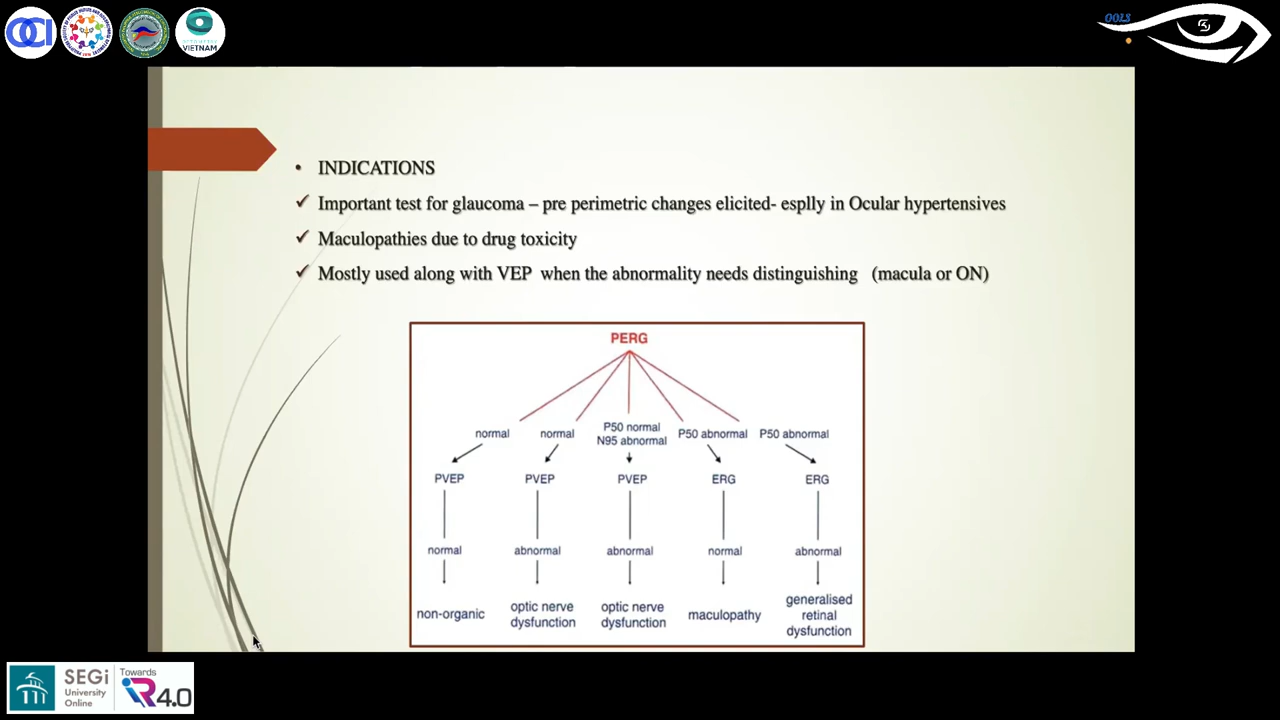 OCI
VIETNAM
OOLS
INDICATIONS
Important test for glaucoma – pre perimetric changes elicited- esplly in Ocular hypertensives
Maculopathies due to drug toxicity
Mostly used along with VEP when the abnormality needs distinguishing (macula or ON)
PERG
normal normal P50 normal P50 abnormal P50 abnormal
N95 abnormal
PVEP PVEP PVEP ERG ERG
normal abnormal abnormal normal abnormal
non-organic optic nerve optic nerve maculopathy generalised
dysfunction dysfunction retinal
dysfunction
SEGi
University
Online
Towards
iR4.0